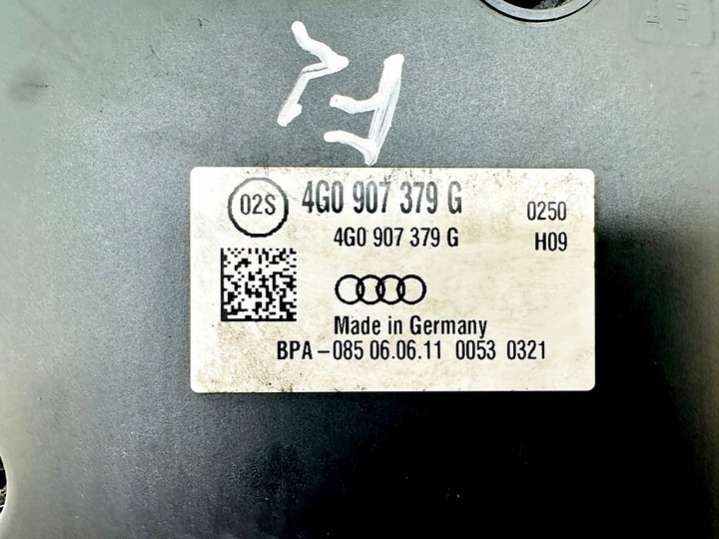 02S
4G0 907 379 G
0250
4G0 907 379 G
H09
Made in Germany
BPA-085 06.06.11 0053 0321